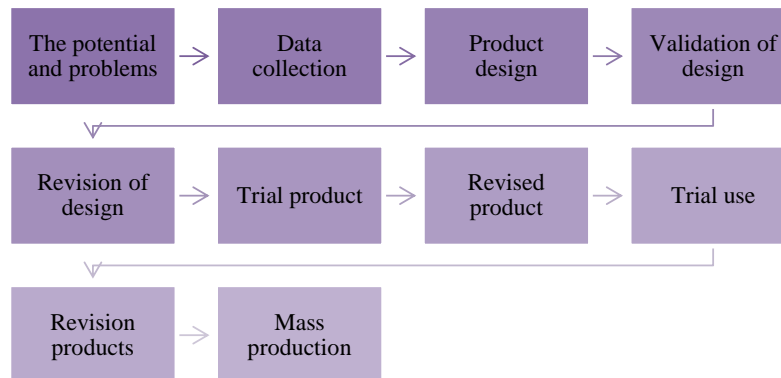 The potential
and problems
Data
collection
Product
design
Validation of
design
Revision of
design
Trial product
Revised
product
Trial use
Revision
products
Mass
production